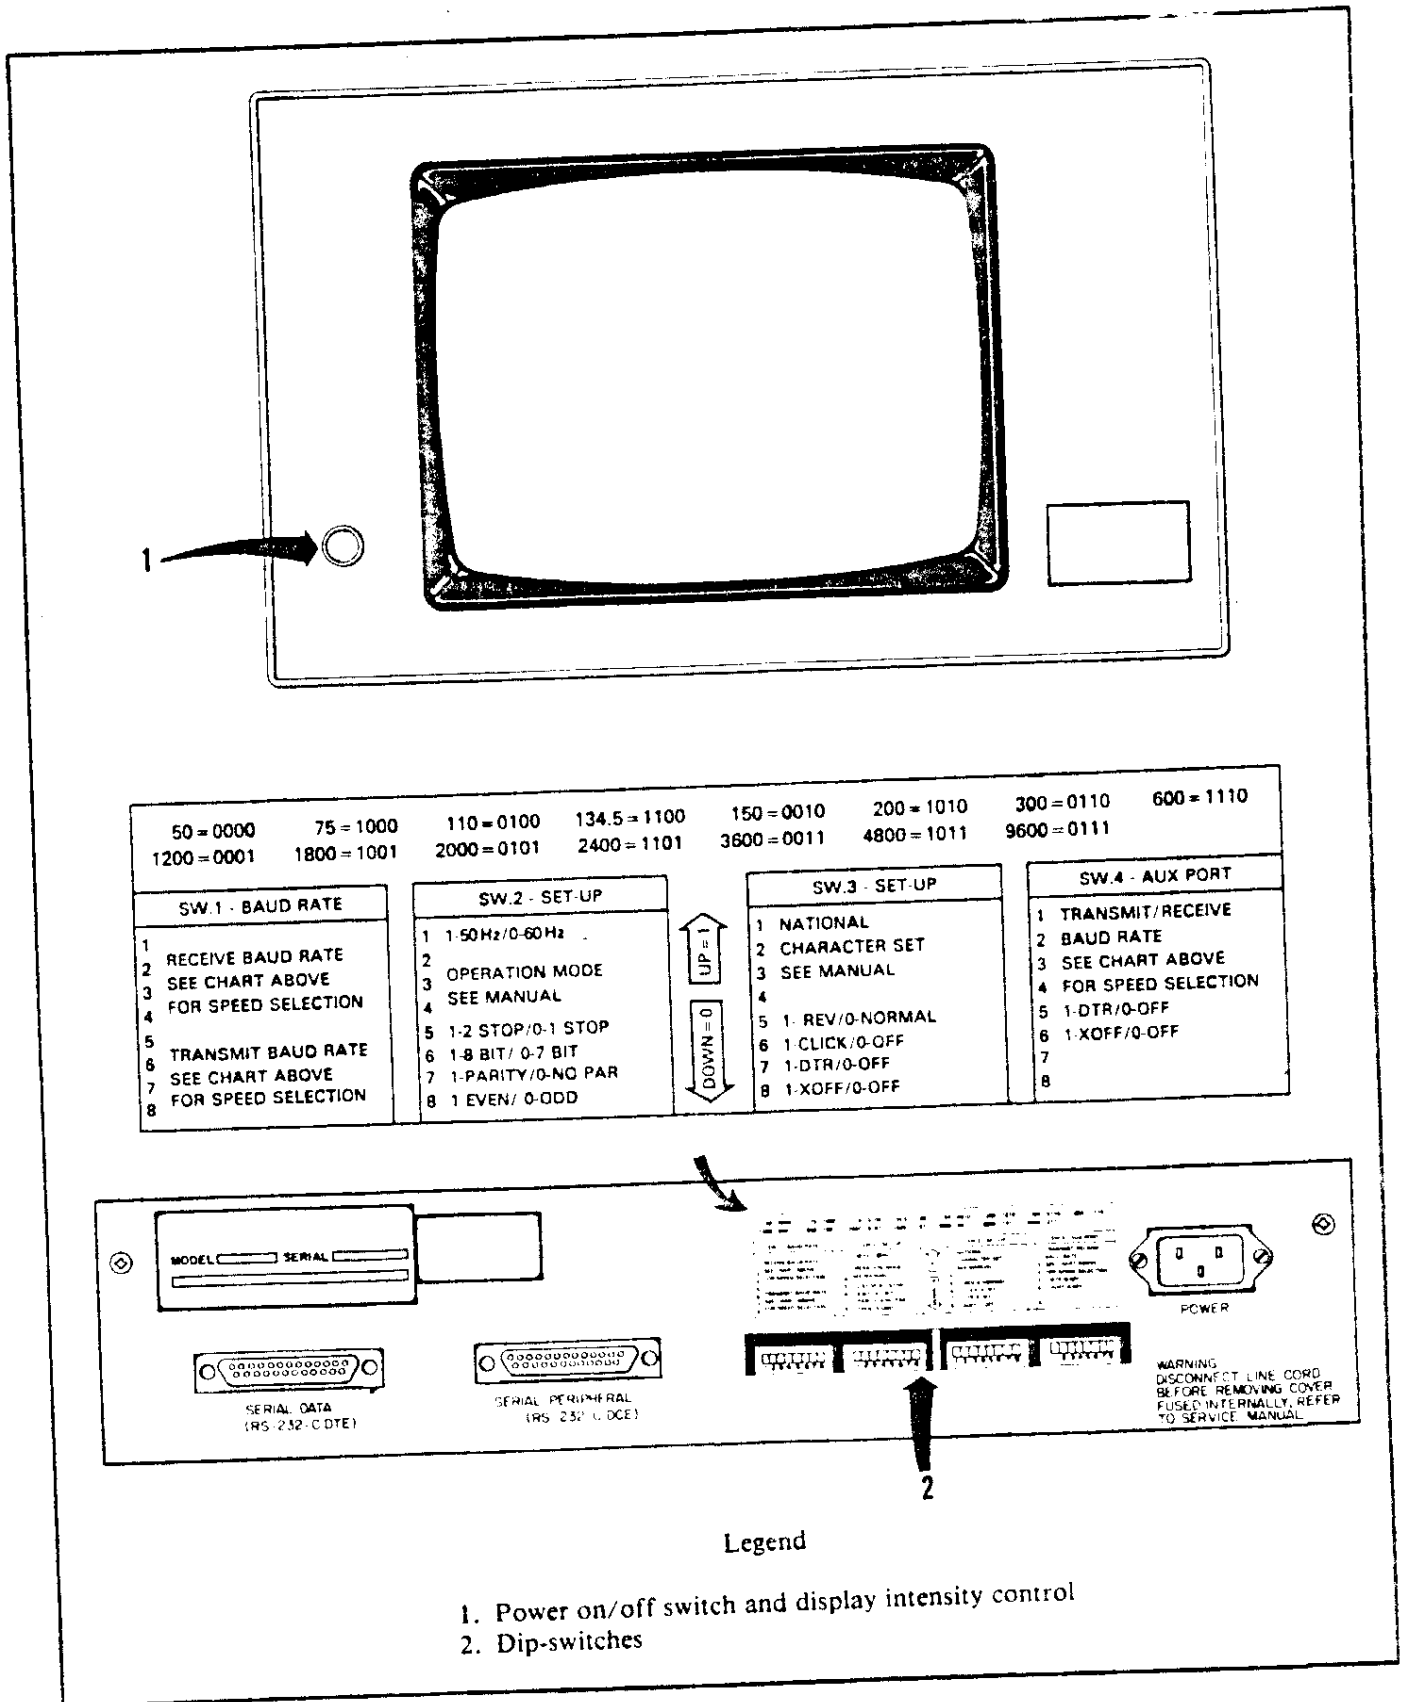 1
50=0000 75=1000 110=0100 134.5=1100 150=0010 200=1010 300=0110 600=1110
1200=0001 1800=1001 2000=0101 2400=1101 3600=0011 4800=1011 9600=0111
SW.1 - BAUD RATE
1
2 RECEIVE BAUD RATE
3 SEE CHART ABOVE
4 FOR SPEED SELECTION
5
6 TRANSMIT BAUD RATE
7 SEE CHART ABOVE
8 FOR SPEED SELECTION
SW.2 - SET-UP
1 1-50Hz/0-60Hz
2
3 OPERATION MODE
4 SEE MANUAL
5 1-2 STOP/0-1 STOP
6 1-8 BIT/ 0-7 BIT
7 1-PARITY/0-NO PAR
8 1 EVEN/ 0-ODD
UP=1
DOWN=0
SW.3 - SET-UP
1 NATIONAL
2 CHARACTER SET
3 SEE MANUAL
4
5 1- REV/0-NORMAL
6 1-CLICK/0-OFF
7 1-DTR/0-OFF
8 1-XOFF/0-OFF
SW.4 - AUX PORT
1 TRANSMIT/RECEIVE
2 BAUD RATE
3 SEE CHART ABOVE
4 FOR SPEED SELECTION
5 1-DTR/0-OFF
6 1-XOFF/0-OFF
7
8
MODEL SERIAL
POWER
SERIAL DATA
(RS-232-C DTE)
SERIAL PERIPHERAL
(RS-232-C DCE)
WARNING
DISCONNECT LINE CORD
BEFORE REMOVING COVER
FUSED INTERNALLY, REFER
TO SERVICE MANUAL
2
Legend
1. Power on/off switch and display intensity control
2. Dip-switches